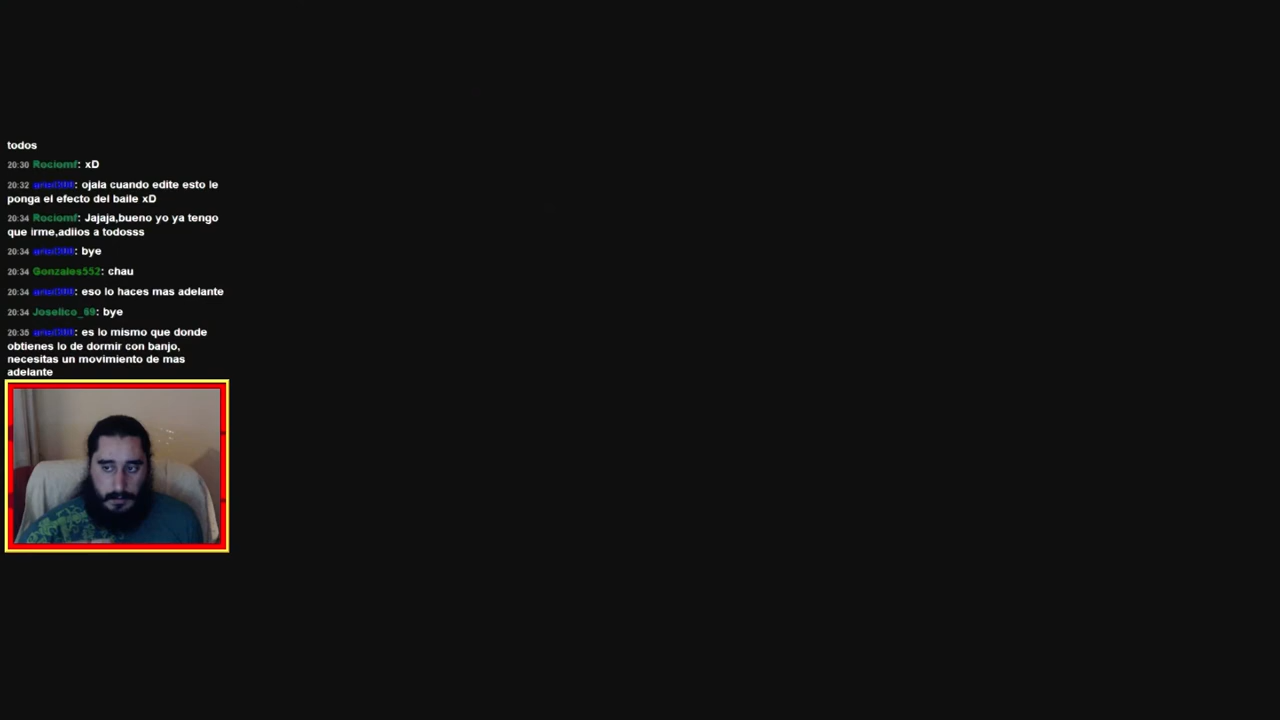 todos
20:30 Rociomf: xD
20:32 : ojala cuando edite esto le
ponga el efecto del baile xD
20:34 Rociomf: Jajaja,bueno yo ya tengo
que irme,adiios a todosss
20:34 : bye
20:34 Gonzales552: chau
20:34 : eso lo haces mas adelante
20:34 Joselico_69: bye
20:35 : es lo mismo que donde
obtienes lo de dormir con banjo,
necesitas un movimiento de mas
adelante